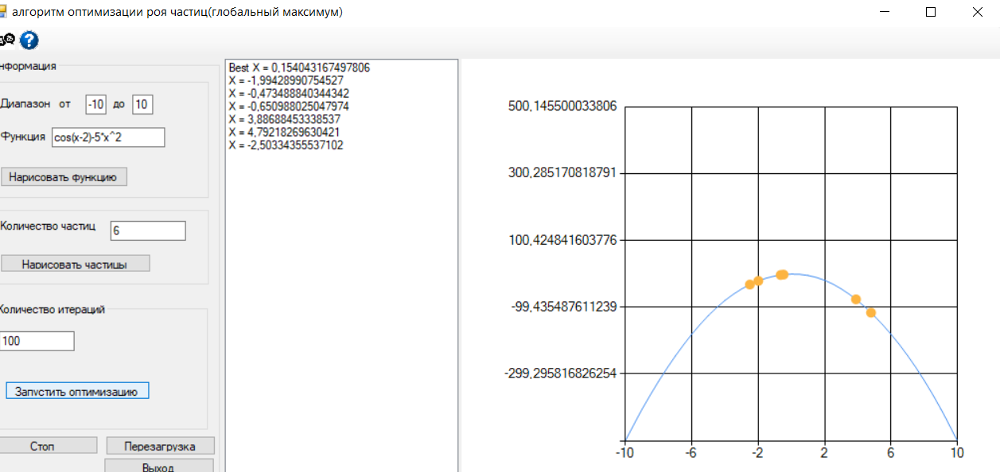 алгоритм оптимизации роя частиц(глобальный максимум)
?
нформация
Диапазон от -10 до 10
Функция cos(x-2)-5*x^2
Нарисовать функцию
Количество частиц 6
Нарисовать частицы
Количество итераций
100
Запустить оптимизацию
Стоп
Перезагрузка
Выход
Best X = 0,154043167497806
X = -1,99428990754527
X = -0,473488840344342
X = -0,650988025047974
X = 3,88688453338537
X = 4,79218269630421
X = -2,50334355537102
500,145500033806
300,285170818791
100,424841603776
-99,435487611239
-299,295816826254
-10 -6 -2 2 6 10